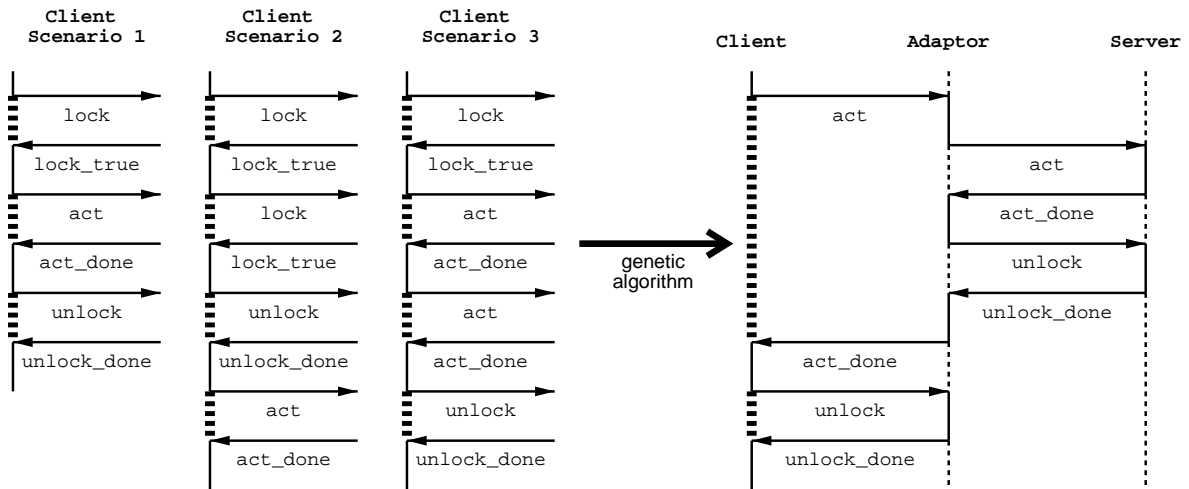 Client
Scenario 1
lock
lock_true
act
act_done
unlock
unlock_done
Client
Scenario 2
lock
lock_true
lock
lock_true
unlock
unlock_done
act
act_done
Client
Scenario 3
lock
lock_true
act
act_done
act
act_done
unlock
unlock_done
genetic
algorithm
Client Adaptor Server
act
act
act_done
unlock
unlock_done
act_done
unlock
unlock_done